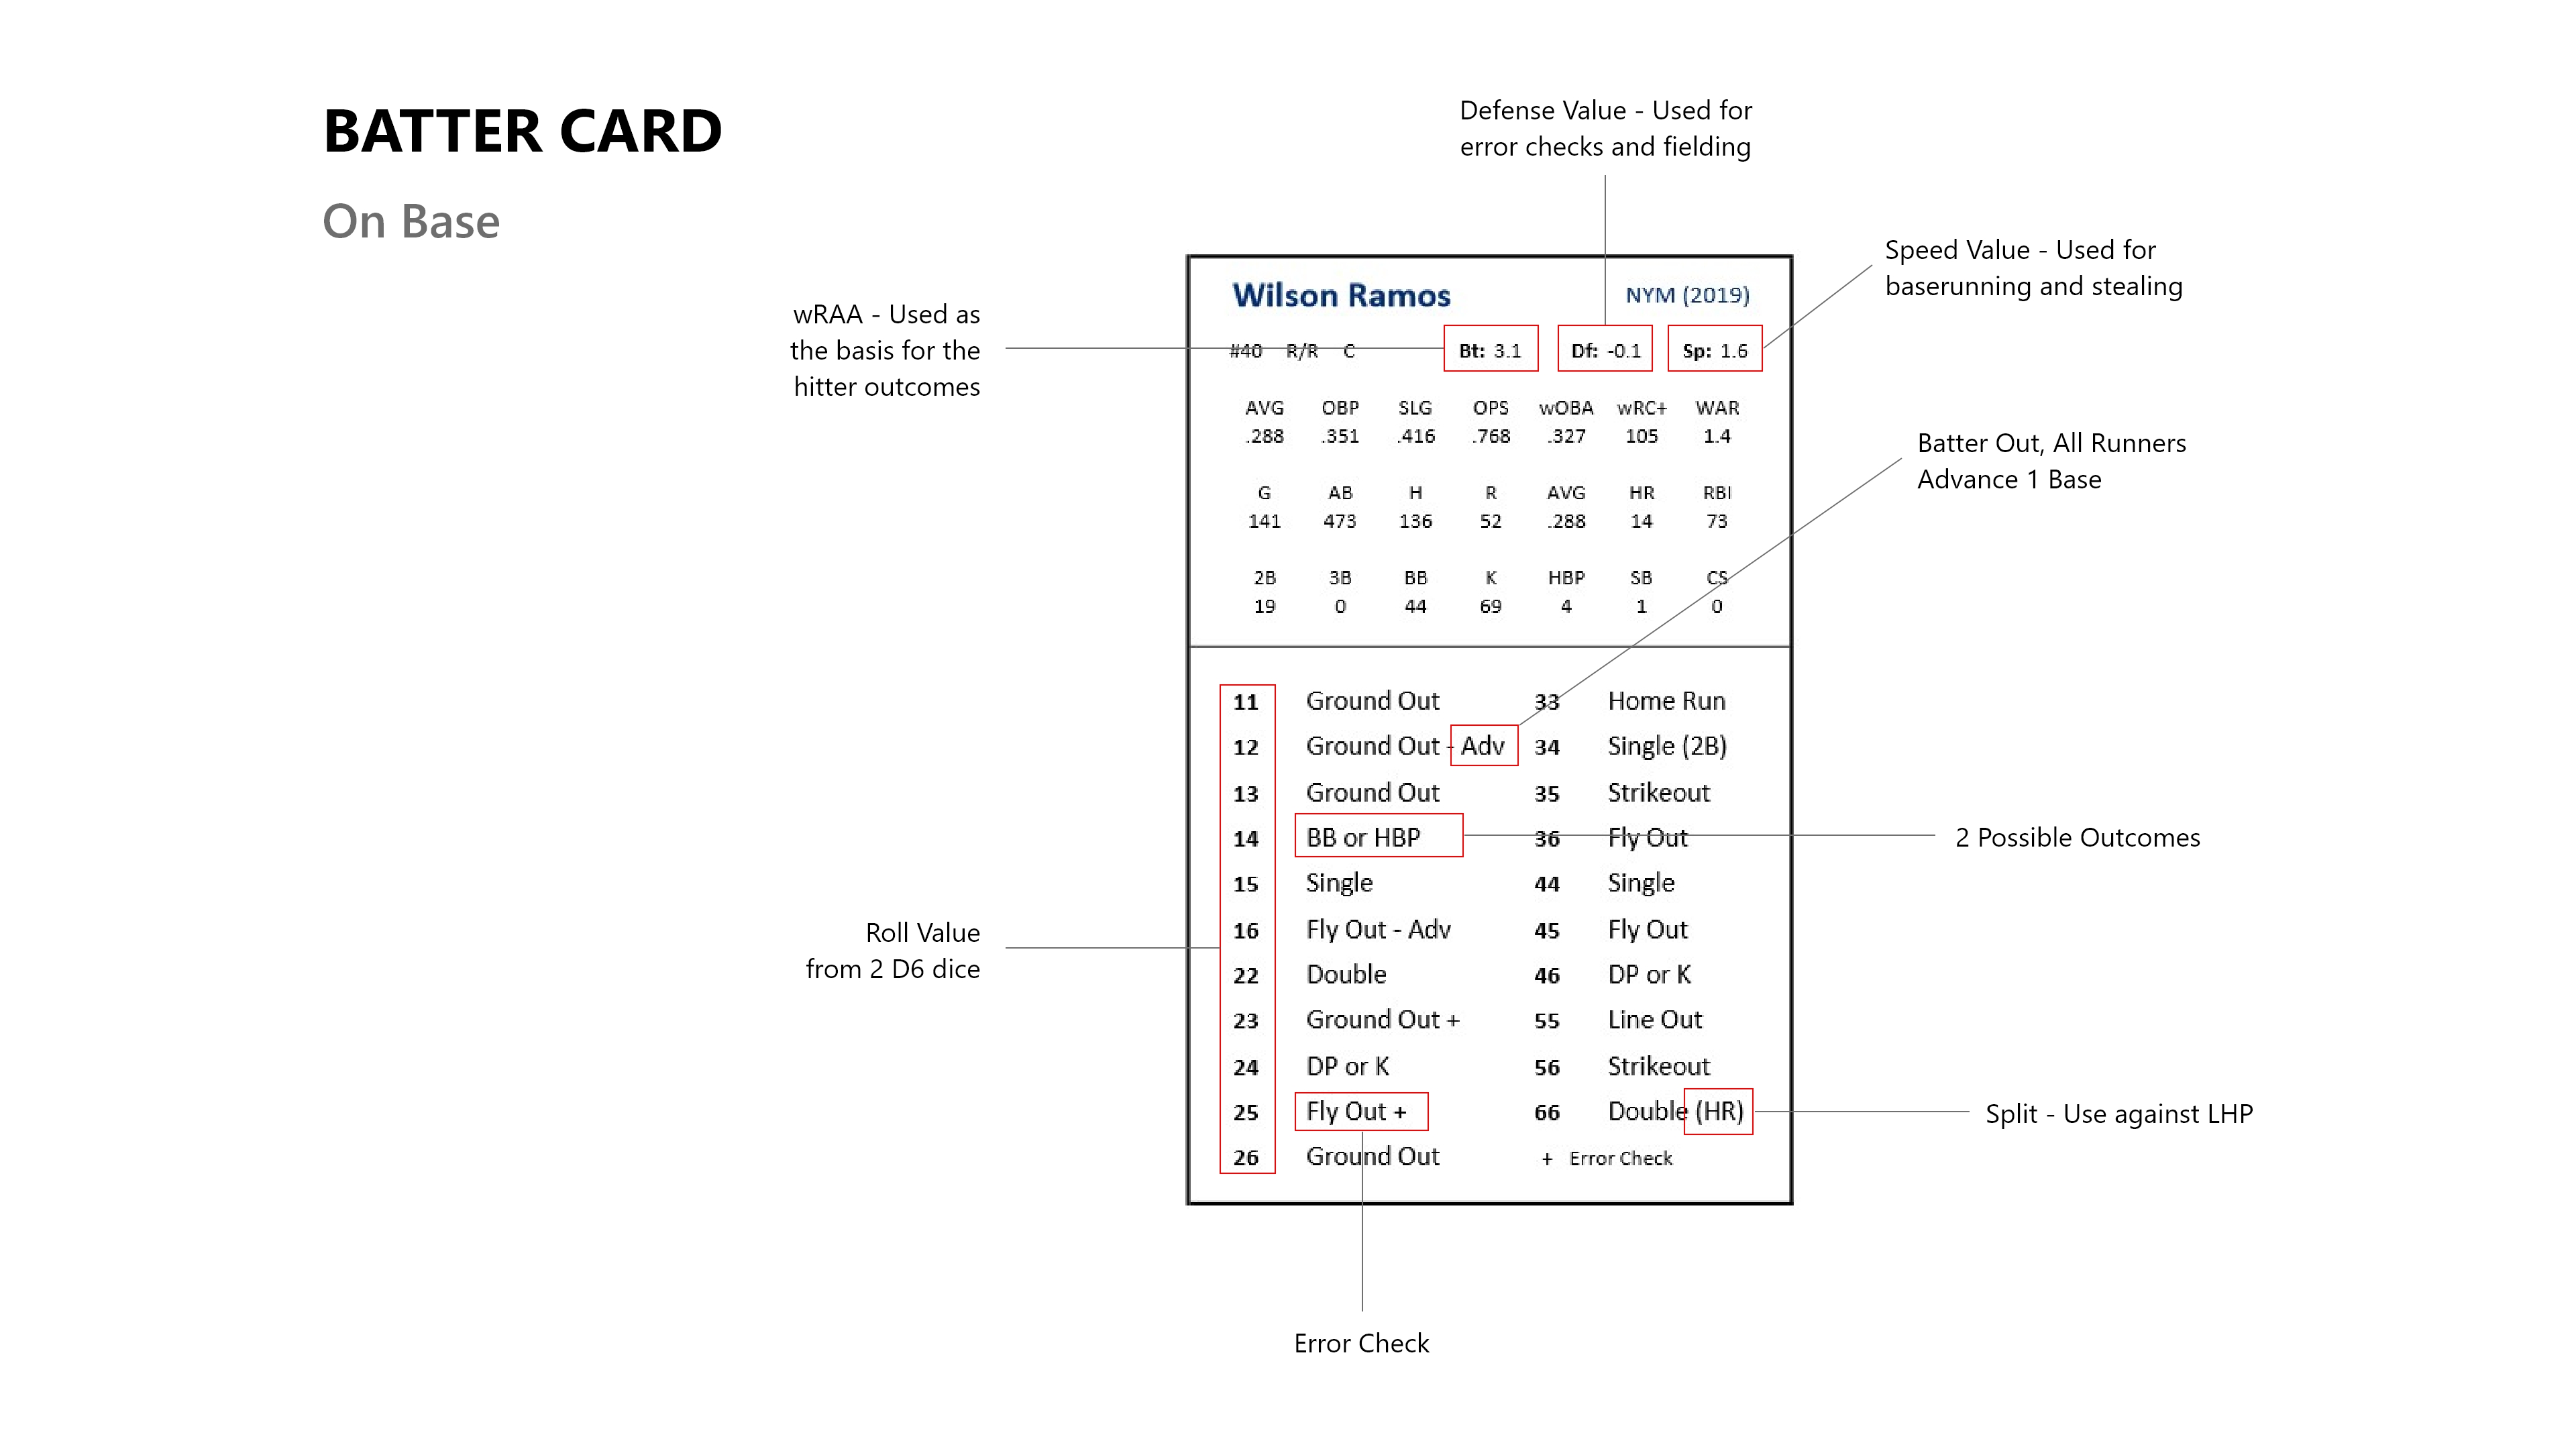 BATTER CARD
On Base
Defense Value - Used for
error checks and fielding
Speed Value - Used for
baserunning and stealing
wRAA - Used as
the basis for the
hitter outcomes
Wilson Ramos NYM (2019)
#40 R/R C Bt: 3.1 Df: -0.1 Sp: 1.6
AVG OBP SLG OPS wOBA wRC+ WAR
.288 .351 .416 .768 .327 105 1.4
G AB H R AVG HR RBI
141 473 136 52 .288 14 73
2B 3B BB K HBP SB CS
19 0 44 69 4 1 0
Batter Out, All Runners
Advance 1 Base
11 Ground Out 33 Home Run
12 Ground Out - Adv 34 Single (2B)
13 Ground Out 35 Strikeout
14 BB or HBP 36 Fly Out
15 Single 44 Single
16 Fly Out - Adv 45 Fly Out
22 Double 46 DP or K
23 Ground Out + 55 Line Out
24 DP or K 56 Strikeout
25 Fly Out + 66 Double (HR)
26 Ground Out + Error Check
2 Possible Outcomes
Roll Value
from 2 D6 dice
Split - Use against LHP
Error Check